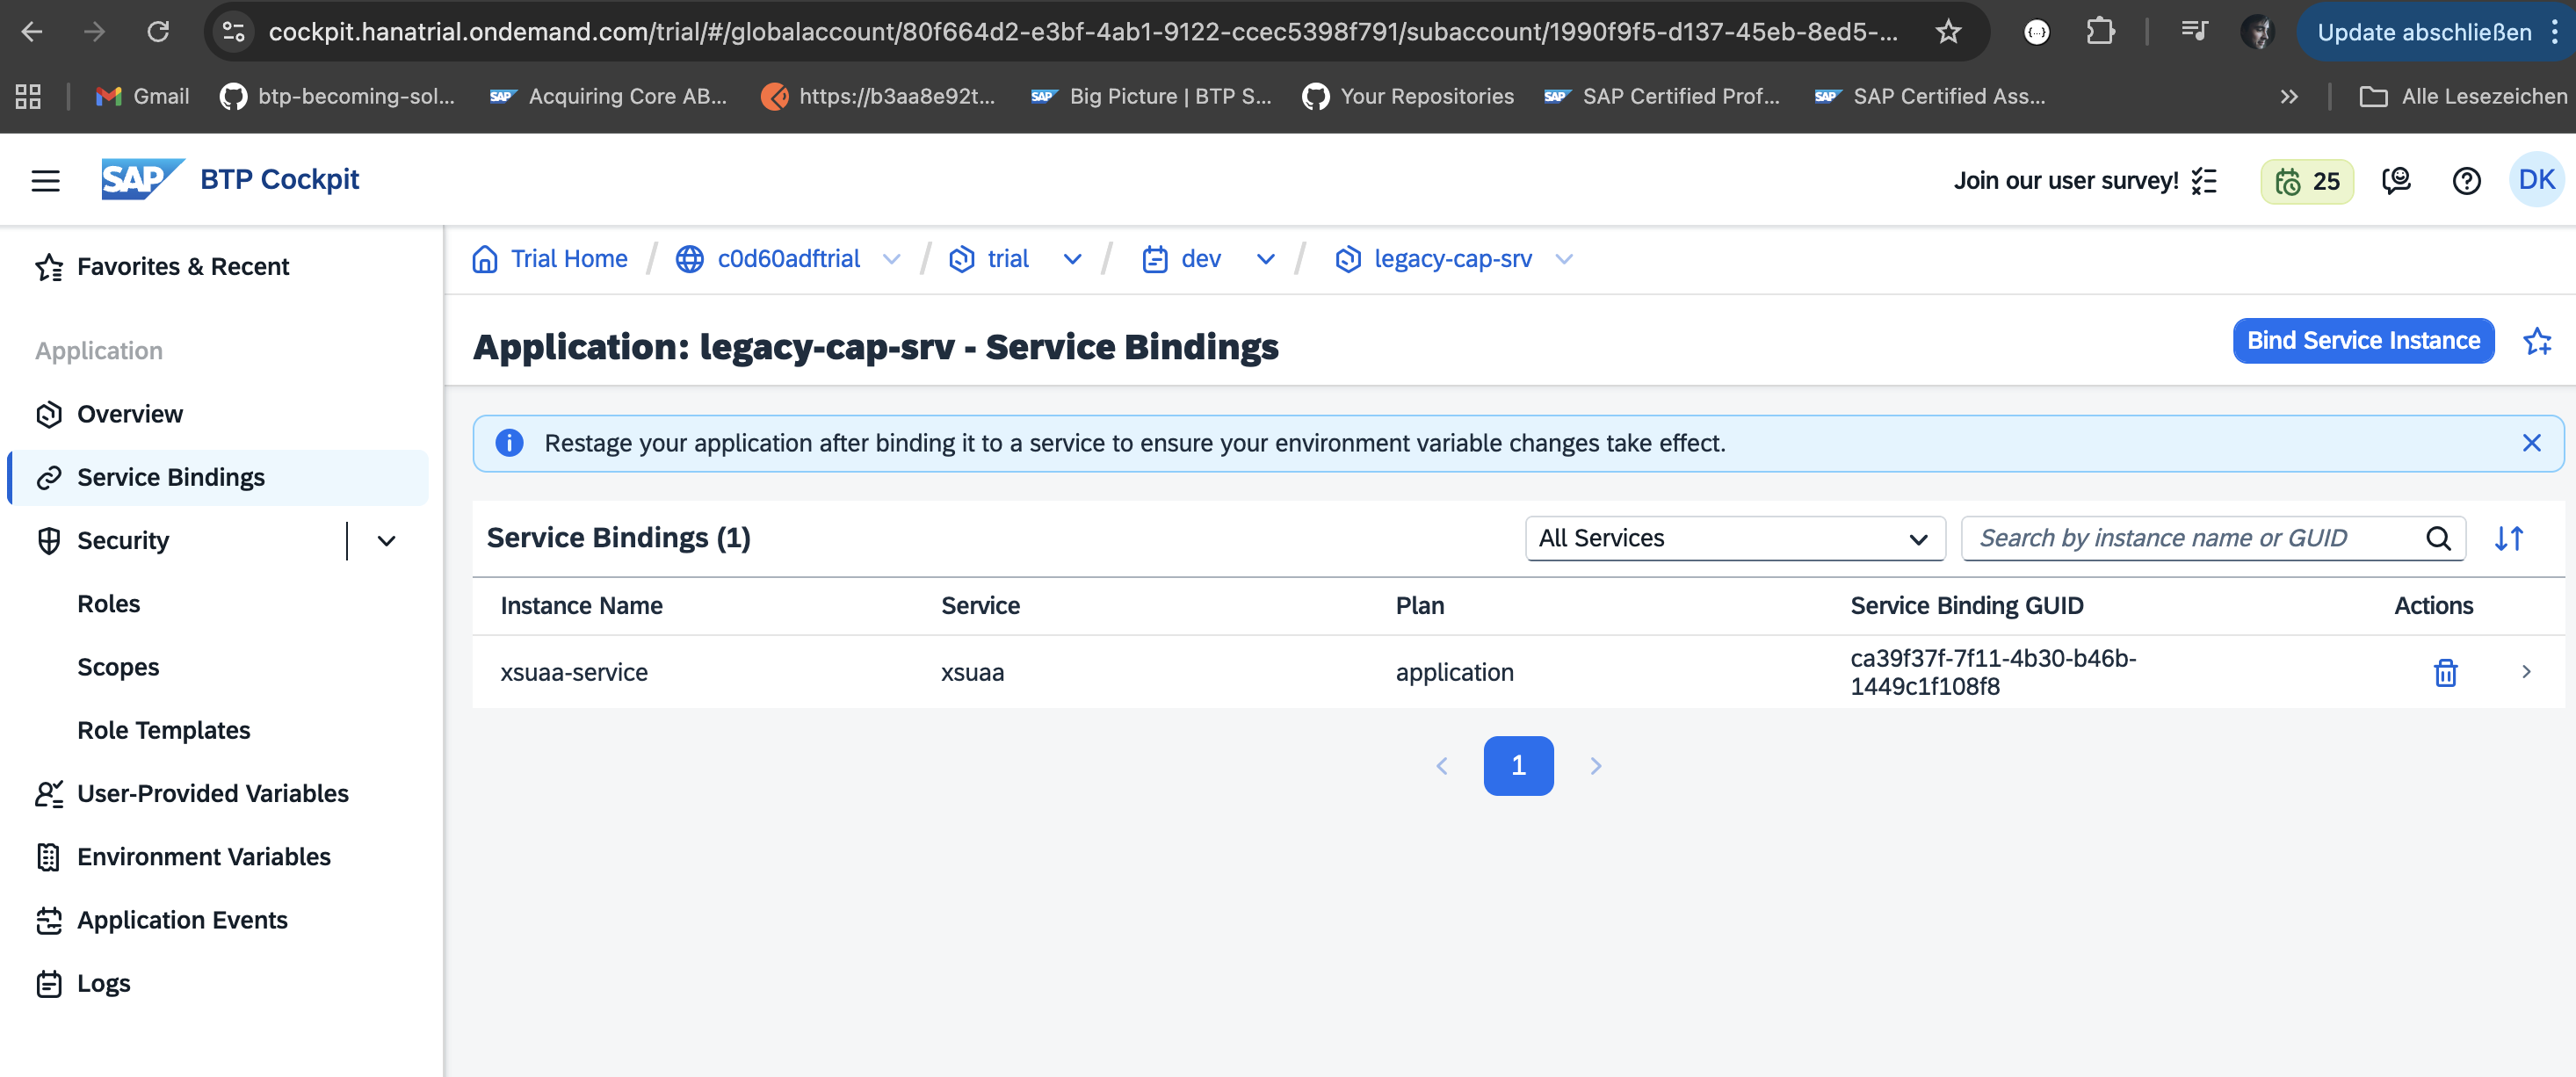 cockpit.hanatrial.ondemand.com/trial/#/globalaccount/80f664d2-e3bf-4ab1-9122-ccec5398f791/subaccount/1990f9f5-d137-45eb-8ed5-...
Update abschließen
Gmail
btp-becoming-sol...
SAP Acquiring Core AB...
https://b3aa8e92t...
SAP Big Picture | BTP S...
Your Repositories
SAP SAP Certified Prof...
SAP SAP Certified Ass...
Alle Lesezeichen
SAP BTP Cockpit
Join our user survey!
25
DK
Favorites & Recent
Application
Overview
Service Bindings
Security
Roles
Scopes
Role Templates
User-Provided Variables
Environment Variables
Application Events
Logs
Trial Home / c0d60adftrial / trial / dev / legacy-cap-srv
Application: legacy-cap-srv - Service Bindings
Bind Service Instance
Restage your application after binding it to a service to ensure your environment variable changes take effect.
Service Bindings (1)
All Services
Search by instance name or GUID
Instance Name Service Plan Service Binding GUID Actions
xsuaa-service xsuaa application ca39f37f-7f11-4b30-b46b-
1449c1f108f8
1